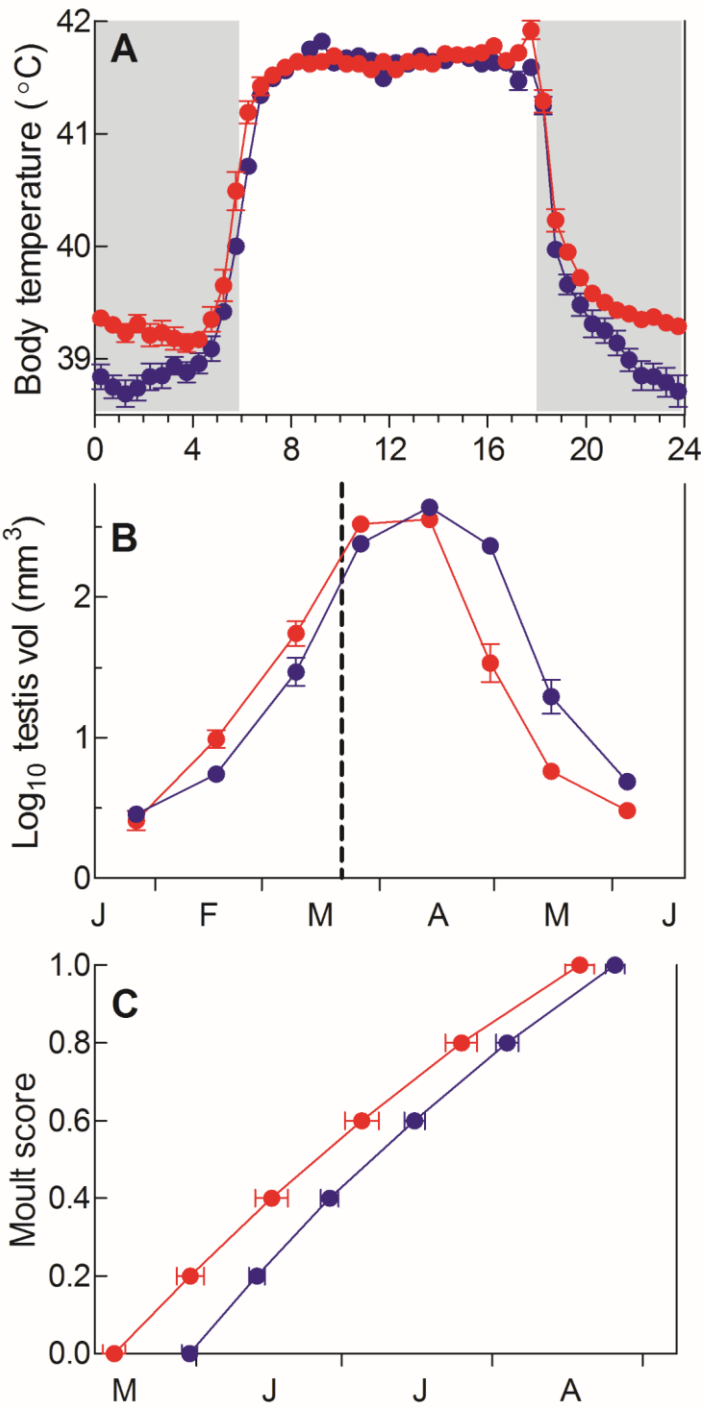 42
A
41
40
39
Body temperature (°C)
0 4 8 12 16 20 24
B
2
1
0
Log10 testis vol (mm3)
J F M A M J
1.0
C
0.8
0.6
0.4
0.2
0.0
Moult score
M J J A